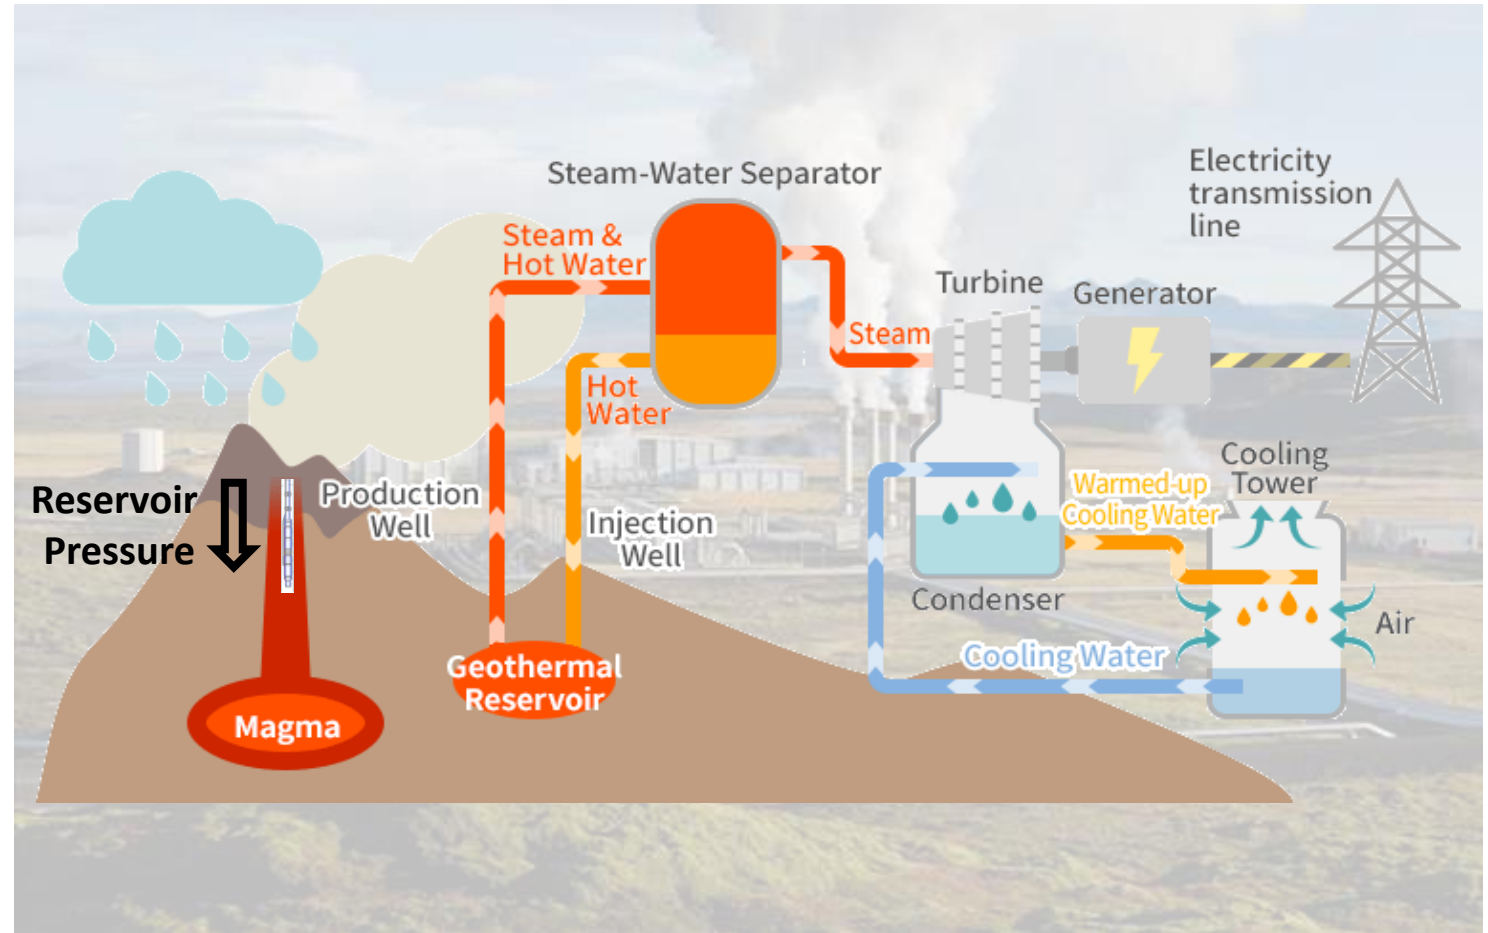 Steam-Water Separator
Electricity
transmission
line
Steam &
Hot Water
Turbine
Generator
Steam
Hot
Water
Cooling
Tower
Reservoir
Pressure
Production
Well
Warmed-up
Cooling Water
Injection
Well
Condenser
Air
Cooling Water
Geothermal
Reservoir
Magma